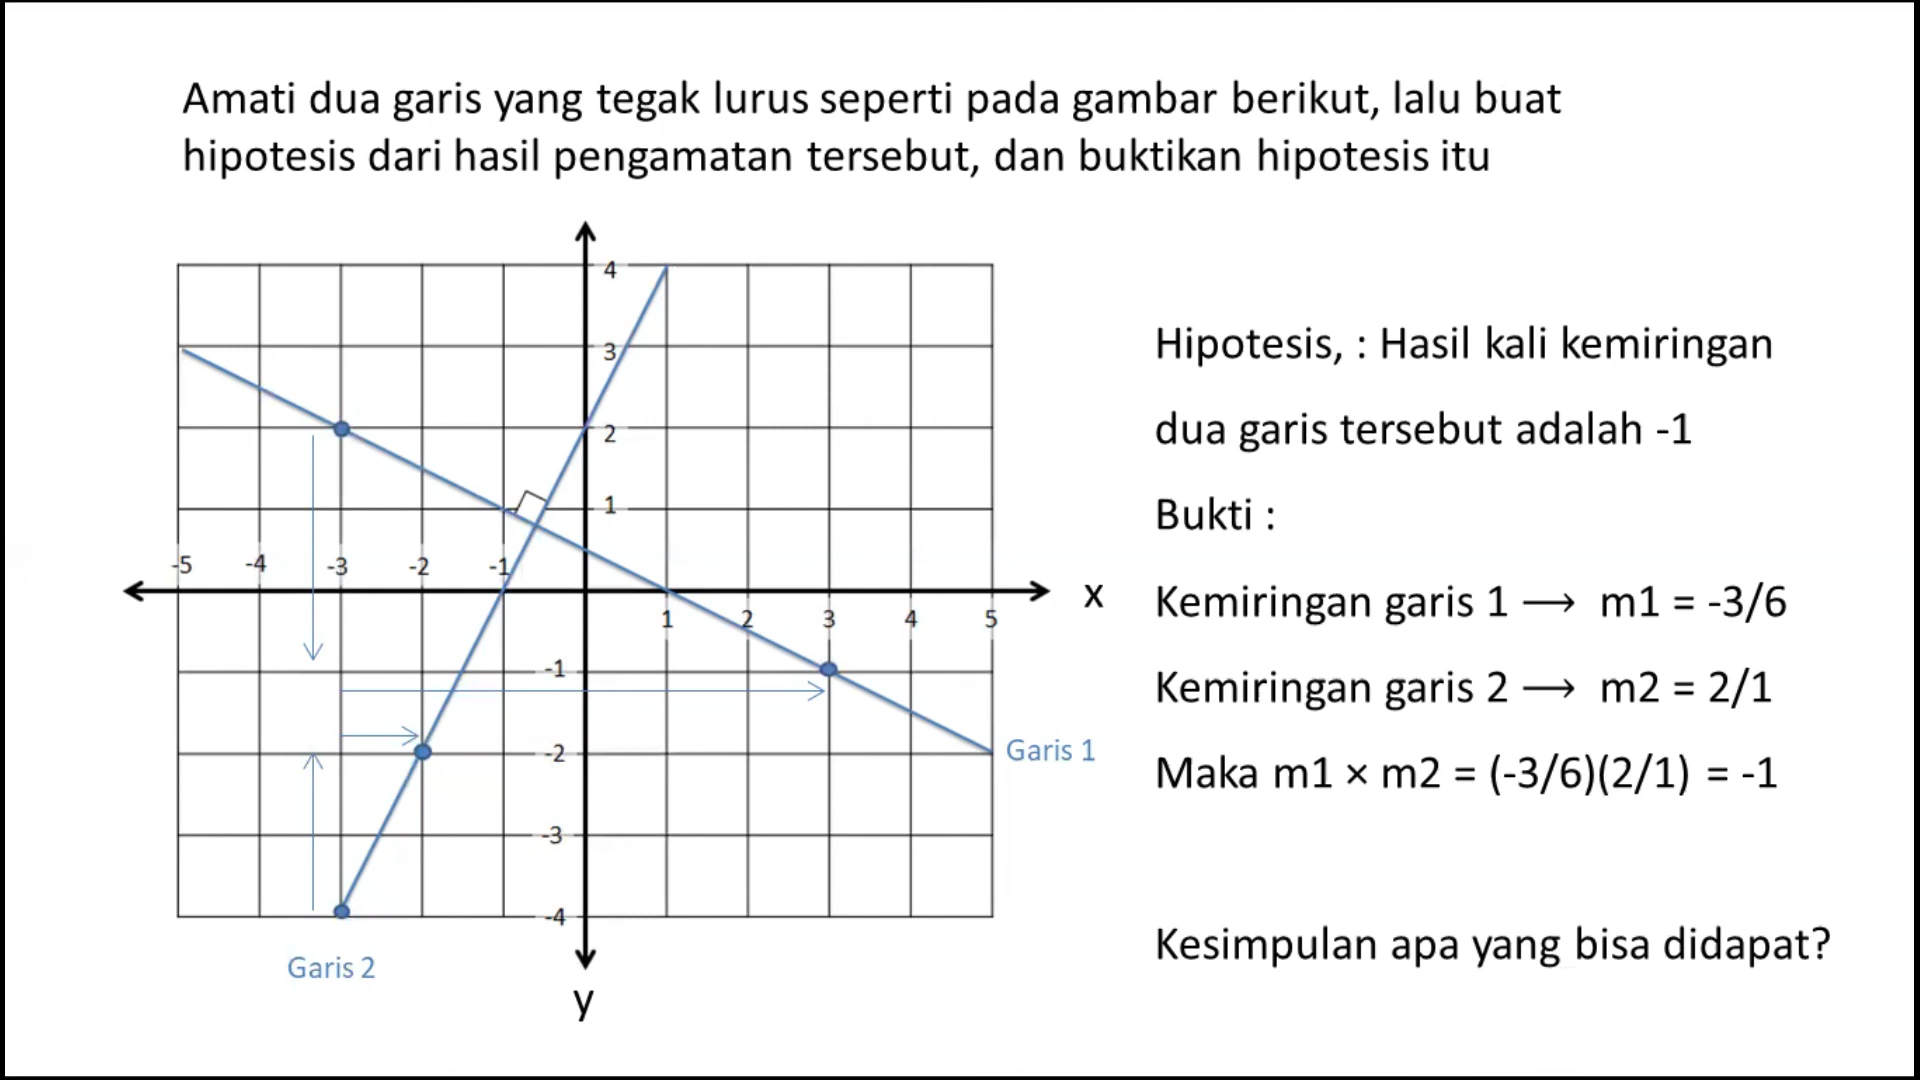 Amati dua garis yang tegak lurus seperti pada gambar berikut, lalu buat
hipotesis dari hasil pengamatan tersebut, dan buktikan hipotesis itu
4
3
2
1
-5 -4 -3 -2 -1
x
1 2 3 4 5
-1
-2
Garis 1
-3
-4
Garis 2
y
Hipotesis, : Hasil kali kemiringan
dua garis tersebut adalah -1
Bukti :
Kemiringan garis 1 → m1 = -3/6
Kemiringan garis 2 → m2 = 2/1
Maka m1 × m2 = (-3/6)(2/1) = -1
Kesimpulan apa yang bisa didapat?